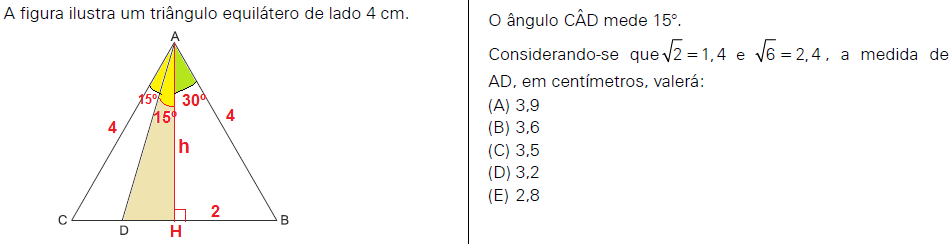 A figura ilustra um triângulo equilátero de lado 4 cm.
A
15º
30º
15º
4
4
h
2
C
D
H
B
O ângulo CÂD mede 15°.
Considerando-se que √2 = 1,4 e √6 = 2,4 , a medida de
AD, em centímetros, valerá:
(A) 3,9
(B) 3,6
(C) 3,5
(D) 3,2
(E) 2,8